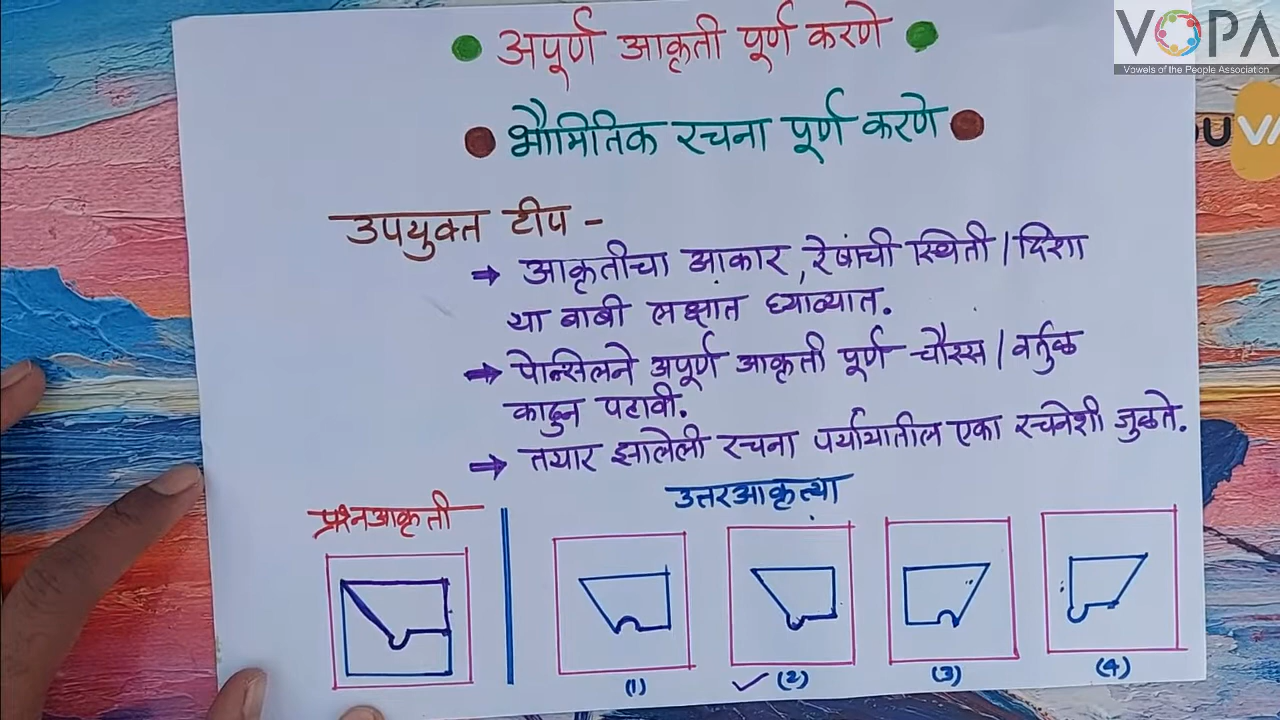 VOPA
Vowels of the People Association
UVA
अपूर्ण आकृती पूर्ण करणे
भौमितिक रचना पूर्ण करणे
उपयुक्त टीप -
→ आकृतीचा आकार, रेषांची स्थिती / दिशा
या बाबी लक्षात घ्याव्यात.
→ पेन्सिलने अपूर्ण आकृती पूर्ण चौरस / वर्तुळ
काढून पहावी.
→ तयार झालेली रचना पर्यायातील एका रचनेशी जुळते.
प्रश्नआकृती
उत्तरआकृत्या
(1) ✓(2) (3) (4)